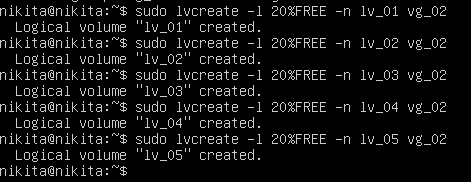 nikita@nikita:~$ sudo lvcreate -l 20%FREE -n lv_01 vg_02
  Logical volume "lv_01" created.
nikita@nikita:~$ sudo lvcreate -l 20%FREE -n lv_02 vg_02
  Logical volume "lv_02" created.
nikita@nikita:~$ sudo lvcreate -l 20%FREE -n lv_03 vg_02
  Logical volume "lv_03" created.
nikita@nikita:~$ sudo lvcreate -l 20%FREE -n lv_04 vg_02
  Logical volume "lv_04" created.
nikita@nikita:~$ sudo lvcreate -l 20%FREE -n lv_05 vg_02
  Logical volume "lv_05" created.
nikita@nikita:~$